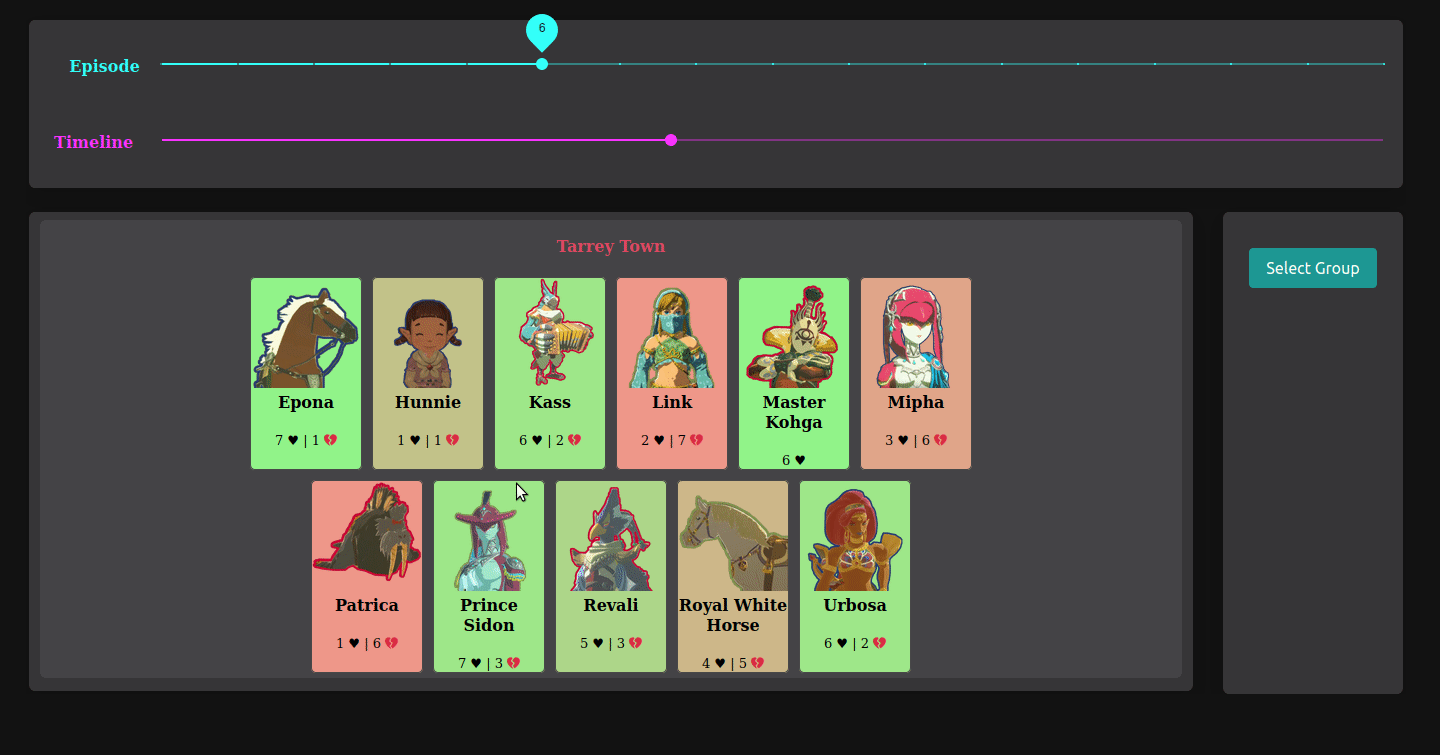 6
Episode
Timeline
Tarrey Town
Select Group
Epona
7 ♥ | 1 💔
Hunnie
1 ♥ | 1 💔
Kass
6 ♥ | 2 💔
Link
2 ♥ | 7 💔
Master
Kohga
6 ♥
Mipha
3 ♥ | 6 💔
Patrica
1 ♥ | 6 💔
Prince
Sidon
7 ♥ | 3 💔
Revali
5 ♥ | 3 💔
Royal White
Horse
4 ♥ | 5 💔
Urbosa
6 ♥ | 2 💔